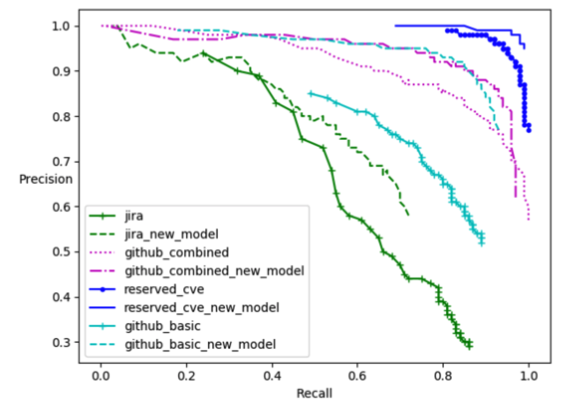 1.0
0.9
0.8
0.7
Precision
0.6
0.5
0.4
0.3
jira
jira_new_model
github_combined
github_combined_new_model
reserved_cve
reserved_cve_new_model
github_basic
github_basic_new_model
0.0 0.2 0.4 0.6 0.8 1.0
Recall